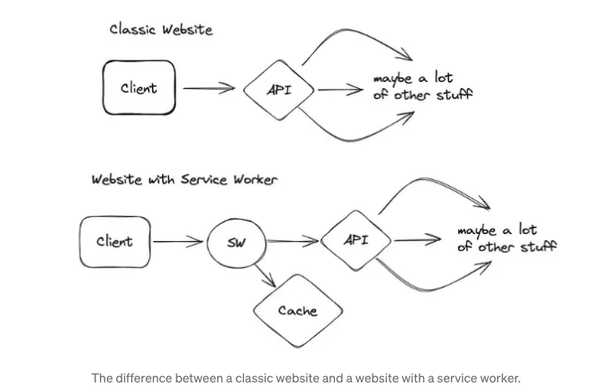 Classic Website
Client
API
maybe a lot
of other stuff
Website with Service Worker
Client
SW
API
maybe a lot
of other stuff
Cache
The difference between a classic website and a website with a service worker.